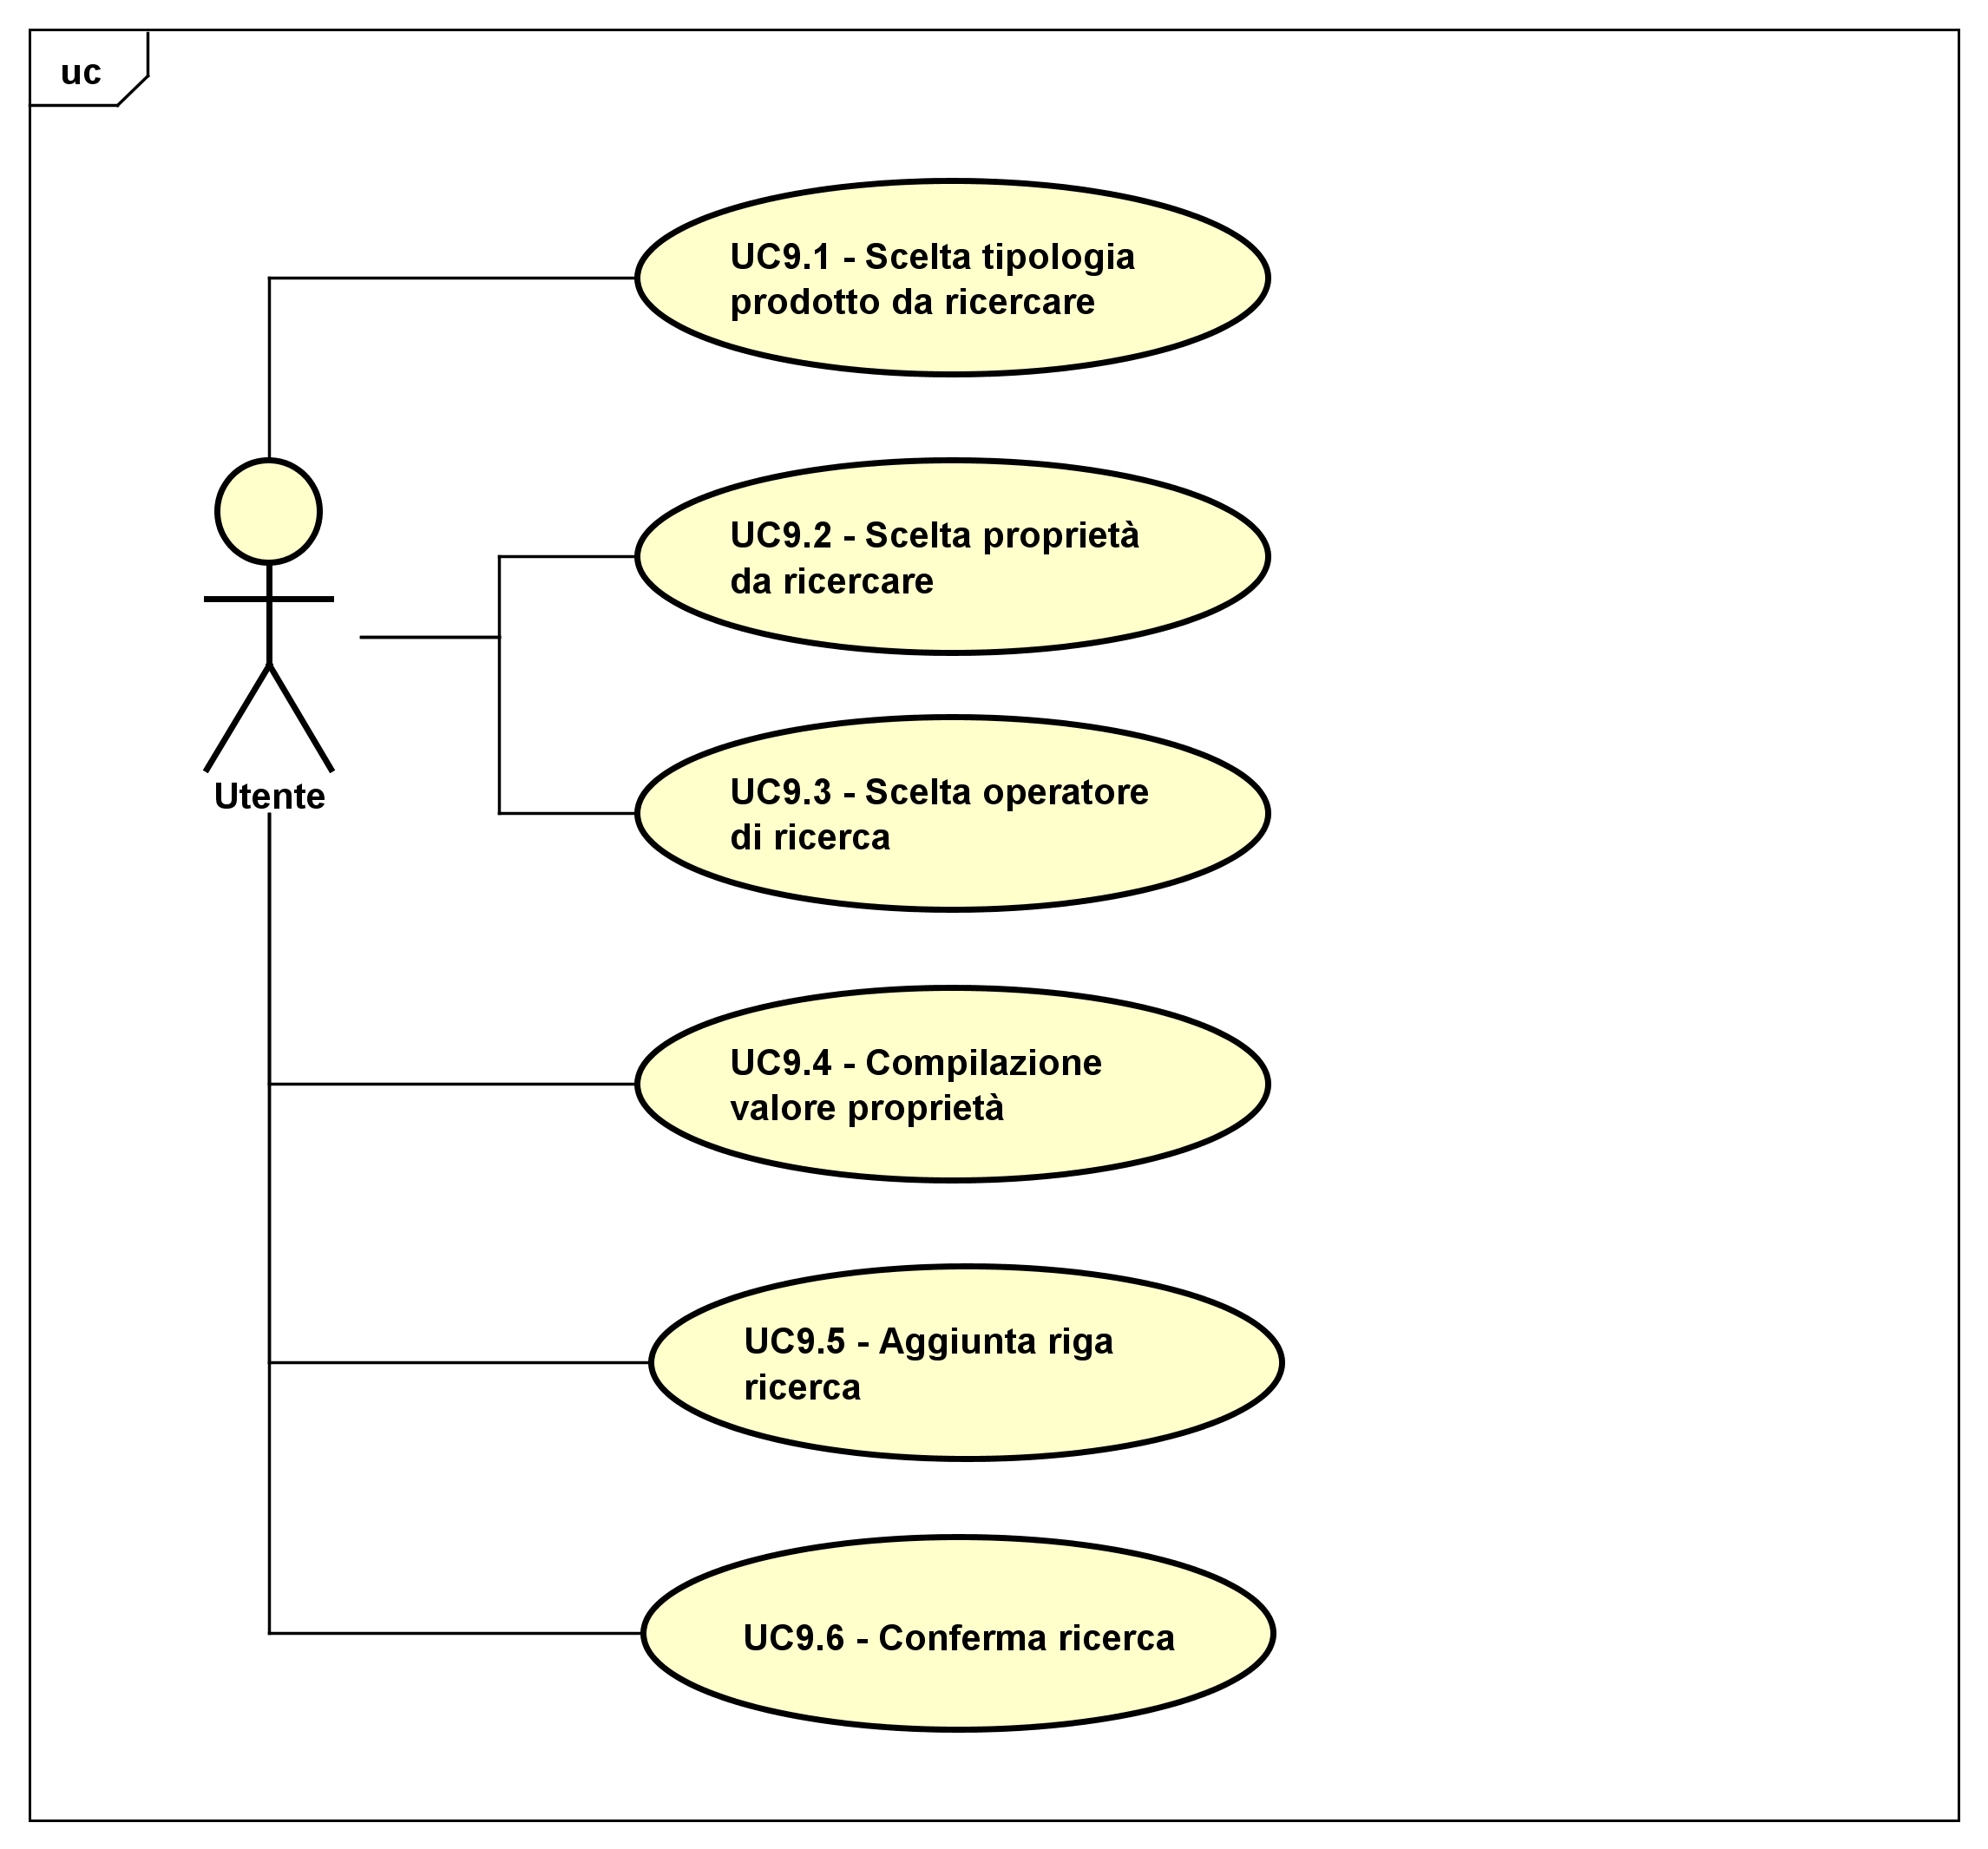 uc
UC9.1 - Scelta tipologia
prodotto da ricercare
UC9.2 - Scelta proprietà
da ricercare
Utente
UC9.3 - Scelta operatore
di ricerca
UC9.4 - Compilazione
valore proprietà
UC9.5 - Aggiunta riga
ricerca
UC9.6 - Conferma ricerca